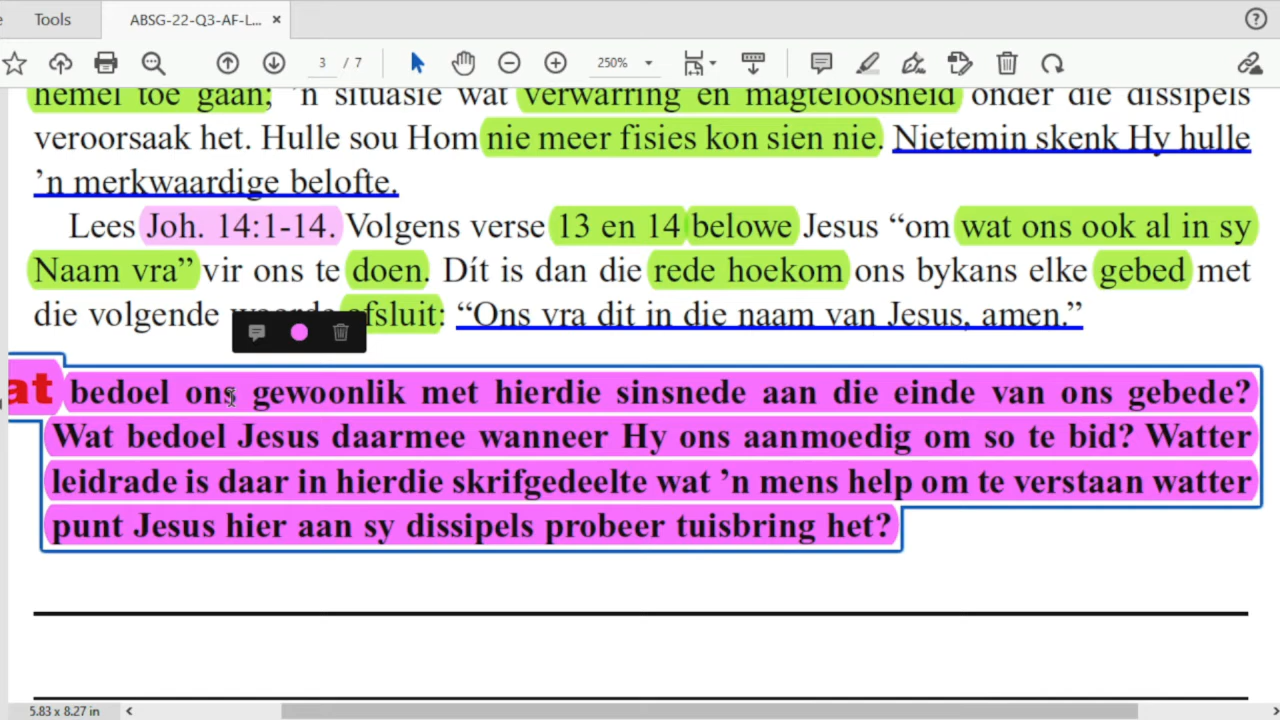 e Tools ABSG-22-Q3-AF-L... ×
3 / 7 250%
hemel toe gaan; 'n situasie wat verwarring en magteloosheid onder die dissipels
veroorsaak het. Hulle sou Hom nie meer fisies kon sien nie. Nietemin skenk Hy hulle
’n merkwaardige belofte.
Lees Joh. 14:1-14. Volgens verse 13 en 14 belowe Jesus “om wat ons ook al in sy
Naam vra” vir ons te doen. Dít is dan die rede hoekom ons bykans elke gebed met
die volgende woorde afsluit: “Ons vra dit in die naam van Jesus, amen.”
at bedoel ons gewoonlik met hierdie sinsnede aan die einde van ons gebede?
Wat bedoel Jesus daarmee wanneer Hy ons aanmoedig om so te bid? Watter
leidrade is daar in hierdie skrifgedeelte wat ’n mens help om te verstaan watter
punt Jesus hier aan sy dissipels probeer tuisbring het?
5.83 x 8.27 in